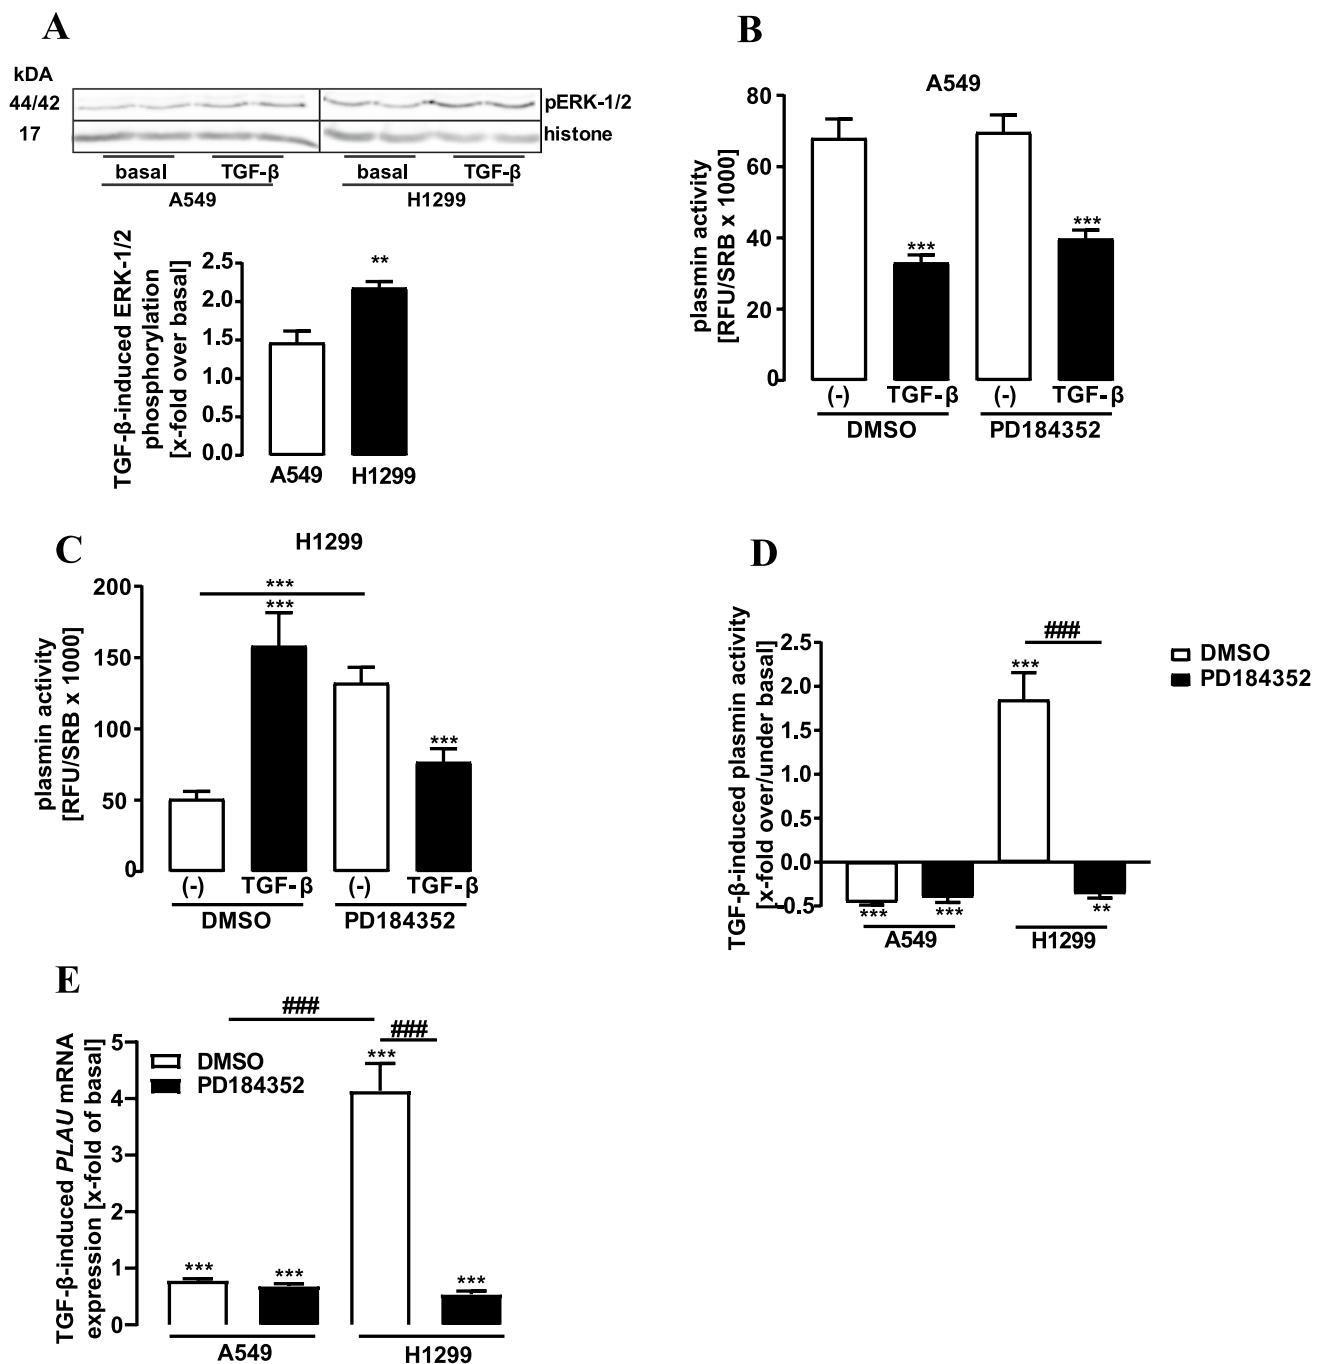 A
kDA
44/42
pERK-1/2
17
histone
basal TGF-β basal TGF-β
A549 H1299
TGF-β-induced ERK-1/2
phosphorylation
[x-fold over basal]
2.5
2.0
1.5
1.0
0.5
0.0
**
A549 H1299
B
A549
plasmin activity
[RFU/SRB x 1000]
80
60
40
20
0
***
***
(-) TGF-β (-) TGF-β
DMSO PD184352
C
H1299
plasmin activity
[RFU/SRB x 1000]
200
150
100
50
0
***
***
***
(-) TGF-β (-) TGF-β
DMSO PD184352
D
TGF-β-induced plasmin activity
[x-fold over/under basal]
2.5
2.0
1.5
1.0
0.5
0.0
-0.5
###
***
*** *** **
A549 H1299
DMSO
PD184352
E
TGF-β-induced PLAU mRNA
expression [x-fold of basal]
5
4
3
2
1
0
DMSO
PD184352
###
###
***
*** *** ***
A549 H1299